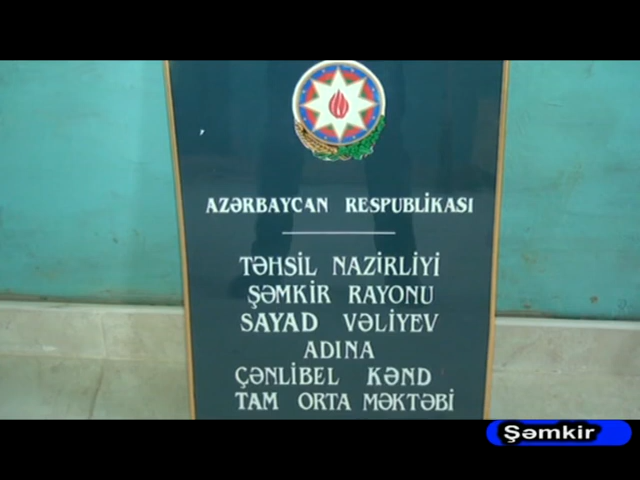 AZƏRBAYCAN RESPUBLİKASI
TƏHSİL NAZİRLİYİ
ŞƏMKİR RAYONU
SAYAD VƏLİYEV
ADINA
ÇƏNLİBEL KƏND
TAM ORTA MƏKTƏBİ
Şəmkir